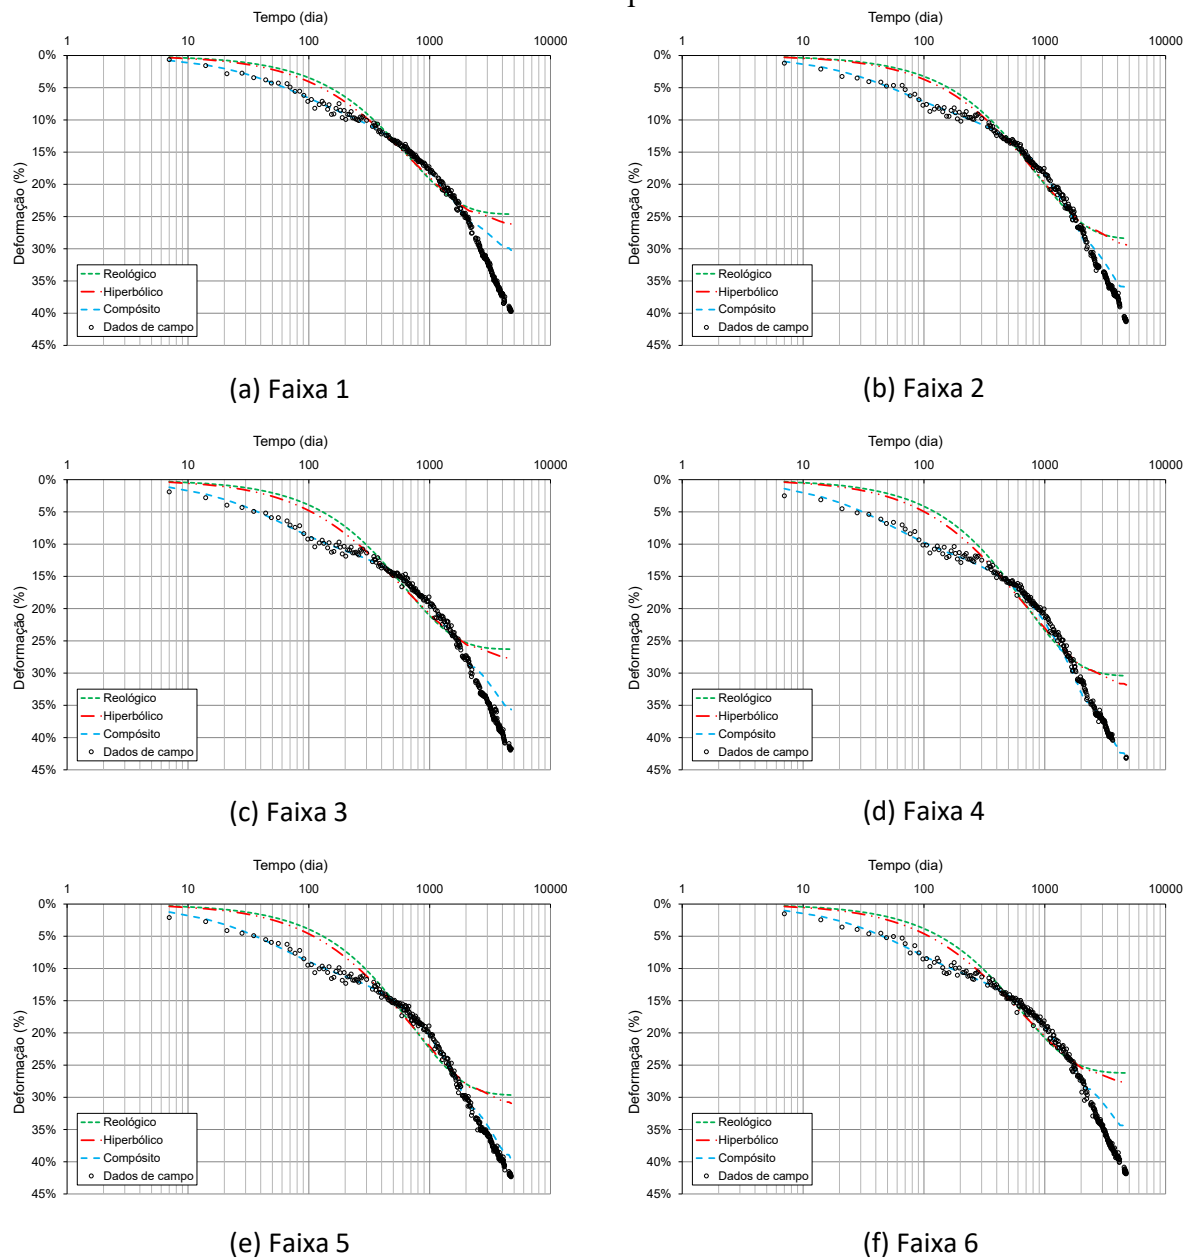 Tempo (dia)
1 10 100 1000 10000
0%
5%
10%
15%
20%
25%
30%
35%
40%
45%
Deformação (%)
Reológico
Hiperbólico
Compósito
Dados de campo
(a) Faixa 1
Tempo (dia)
1 10 100 1000 10000
0%
5%
10%
15%
20%
25%
30%
35%
40%
45%
Deformação (%)
Reológico
Hiperbólico
Compósito
Dados de campo
(b) Faixa 2
Tempo (dia)
1 10 100 1000 10000
0%
5%
10%
15%
20%
25%
30%
35%
40%
45%
Deformação (%)
Reológico
Hiperbólico
Compósito
Dados de campo
(c) Faixa 3
Tempo (dia)
1 10 100 1000 10000
0%
5%
10%
15%
20%
25%
30%
35%
40%
45%
Deformação (%)
Reológico
Hiperbólico
Compósito
Dados de campo
(d) Faixa 4
Tempo (dia)
1 10 100 1000 10000
0%
5%
10%
15%
20%
25%
30%
35%
40%
45%
Deformação (%)
Reológico
Hiperbólico
Compósito
Dados de campo
(e) Faixa 5
Tempo (dia)
1 10 100 1000 10000
0%
5%
10%
15%
20%
25%
30%
35%
40%
45%
Deformação (%)
Reológico
Hiperbólico
Compósito
Dados de campo
(f) Faixa 6